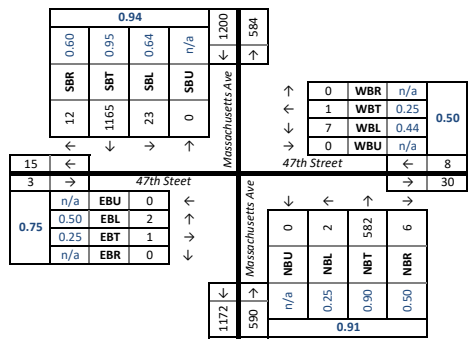 0.94
0.60 0.95 0.64 n/a
SBR SBT SBL SBU
12 1165 23 0
← ↓ → ↑
1200 584
↓ ↑
Massachusetts Ave
↑ 0 WBR n/a
← 1 WBT 0.25
↓ 7 WBL 0.44
→ 0 WBU n/a
0.50
15 ←
47th Street ← 8
3 → 47th Steet
→ 30
0.75
n/a EBU 0 ←
0.50 EBL 2 ↑
0.25 EBT 1 →
n/a EBR 0 ↓
Massachusetts Ave
↓ ← ↑ →
0 2 582 6
NBU NBL NBT NBR
n/a 0.25 0.90 0.50
0.91
↓ ↑
1172 590